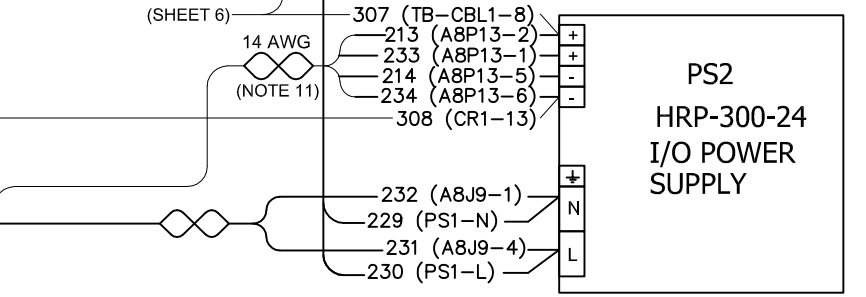 (SHEET 6)
307 (TB-CBL1-8)
213 (A8P13-2)
+
14 AWG
233 (A8P13-1)
+
214 (A8P13-5)
-
(NOTE 11)
234 (A8P13-6)
-
308 (CR1-13)
PS2
HRP-300-24
I/O POWER
SUPPLY
232 (A8J9-1)
N
229 (PS1-N)
231 (A8J9-4)
L
230 (PS1-L)